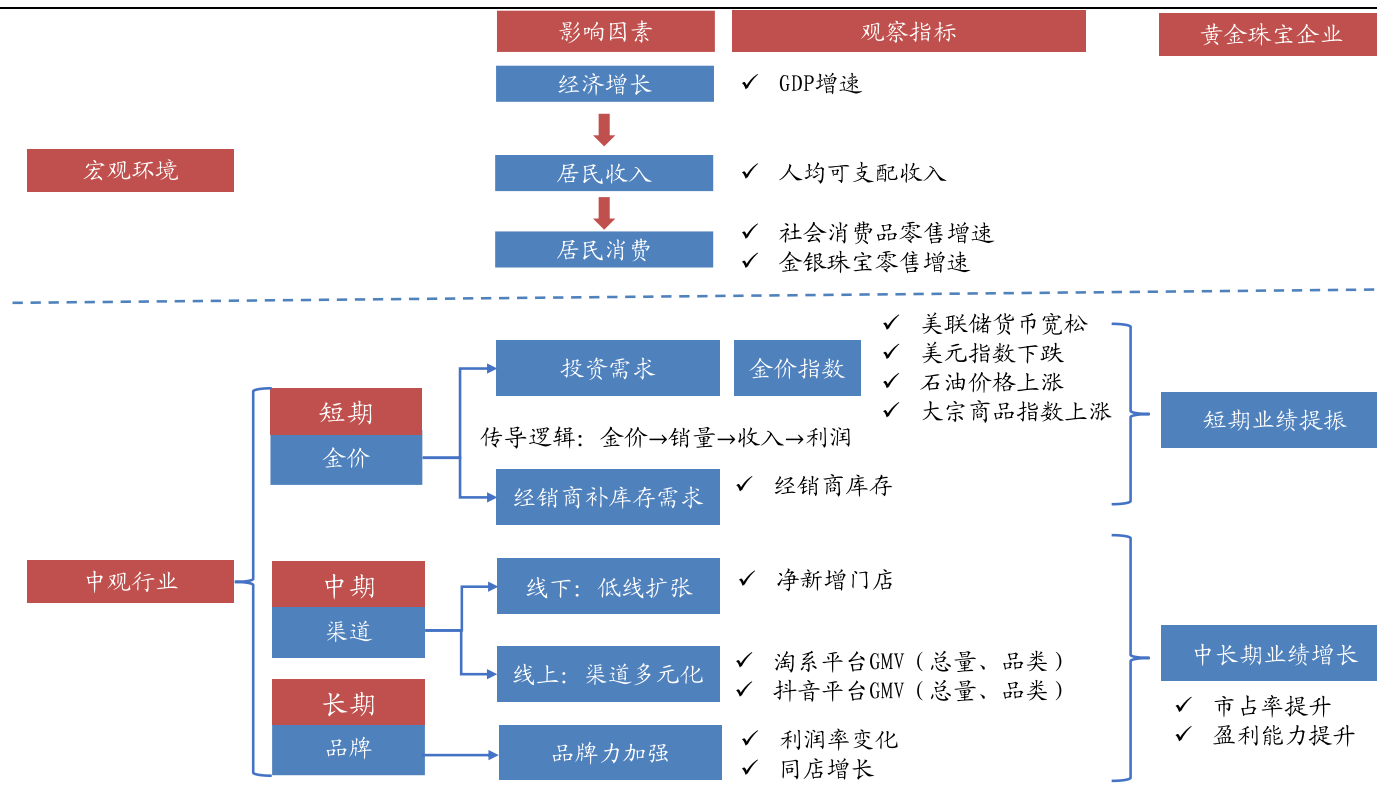 影响因素
观察指标
黄金珠宝企业
经济增长
✓ GDP增速
宏观环境
居民收入
✓ 人均可支配收入
居民消费
✓ 社会消费品零售增速
✓ 金银珠宝零售增速
中观行业
短期
金价
投资需求
金价指数
✓ 美联储货币宽松
✓ 美元指数下跌
✓ 石油价格上涨
✓ 大宗商品指数上涨
传导逻辑：金价→销量→收入→利润
经销商补库存需求
✓ 经销商库存
短期业绩提振
中期
渠道
线下：低线扩张
✓ 净新增门店
线上：渠道多元化
✓ 淘系平台GMV（总量、品类）
✓ 抖音平台GMV（总量、品类）
长期
品牌
品牌力加强
✓ 利润率变化
✓ 同店增长
中长期业绩增长
✓ 市占率提升
✓ 盈利能力提升